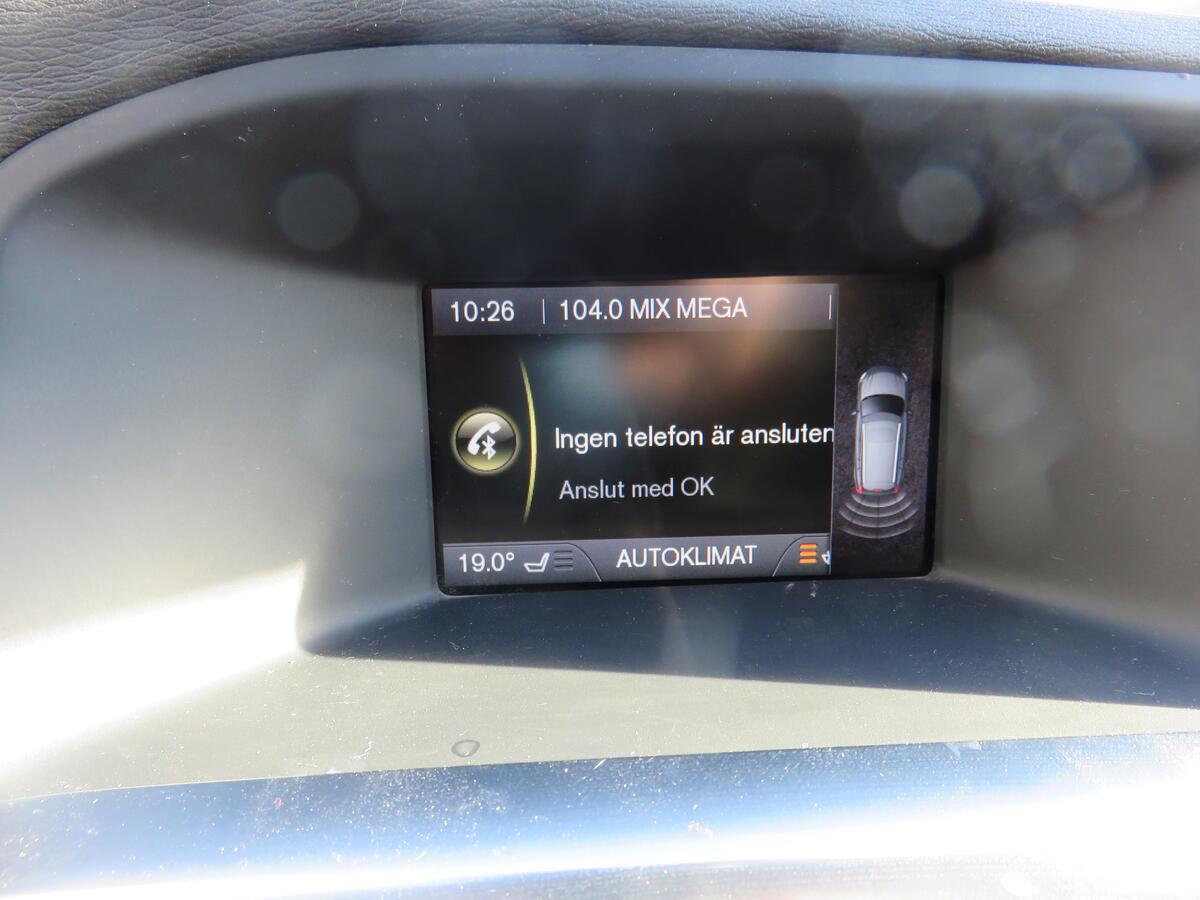 10:26 104.0 MIX MEGA
Ingen telefon är ansluten
Anslut med OK
19.0° AUTOKLIMAT